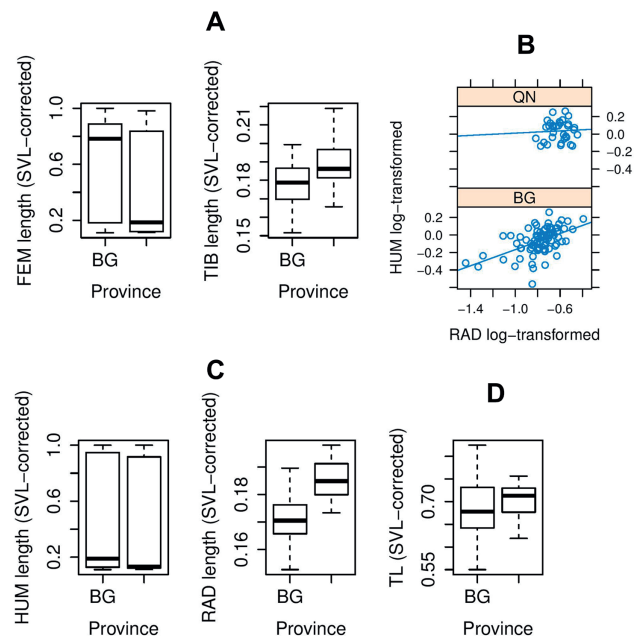 A
FEM length (SVL−corrected)
0.2 0.6 1.0
BG
Province
TIB length (SVL−corrected)
0.15 0.18 0.21
BG
Province
B
QN
0.2
0.0
−0.2
−0.4
BG
0.2
0.0
−0.2
−0.4
HUM log−transformed
−1.4 −1.0 −0.6
RAD log−transformed
C
HUM length (SVL−corrected)
0.2 0.6 1.0
BG
Province
RAD length (SVL−corrected)
0.16 0.18
BG
Province
D
TL (SVL−corrected)
0.55 0.70
BG
Province